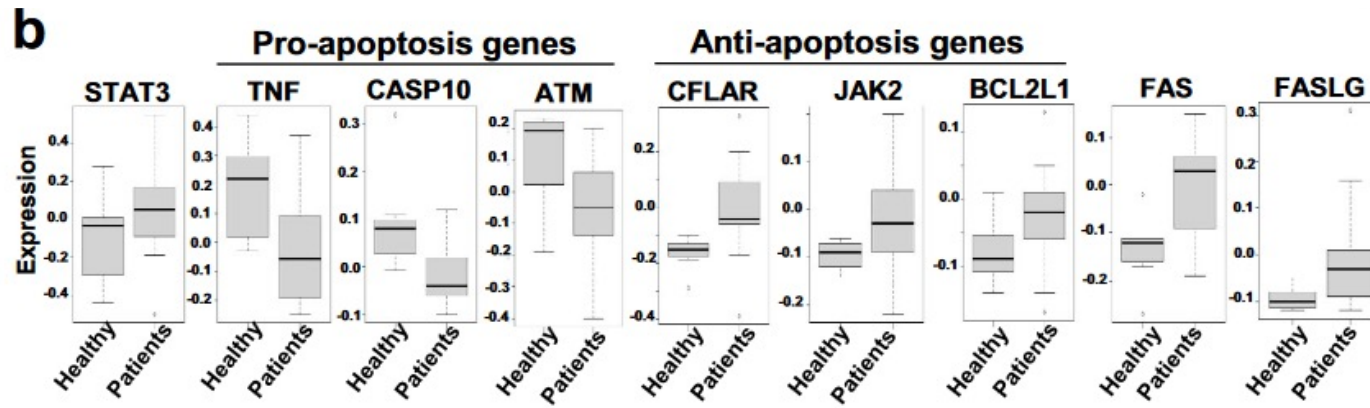 b
Pro-apoptosis genes Anti-apoptosis genes
STAT3 TNF CASP10 ATM CFLAR JAK2 BCL2L1 FAS FASLG
Expression
0.4 0.2 0.0 -0.2 -0.4
0.4 0.3 0.2 0.1 0.0 -0.1 -0.2
0.3 0.2 0.1 0.0 -0.1
0.2 0.1 0.0 -0.1 -0.2 -0.3 -0.4
0.2 0.0 -0.2 -0.4
0.1 0.0 -0.1 -0.2
0.1 0.0 -0.1
0.1 0.0 -0.1 -0.2
0.3 0.2 0.1 0.0 -0.1
Healthy Patients Healthy Patients Healthy Patients Healthy Patients Healthy Patients Healthy Patients Healthy Patients Healthy Patients Healthy Patients